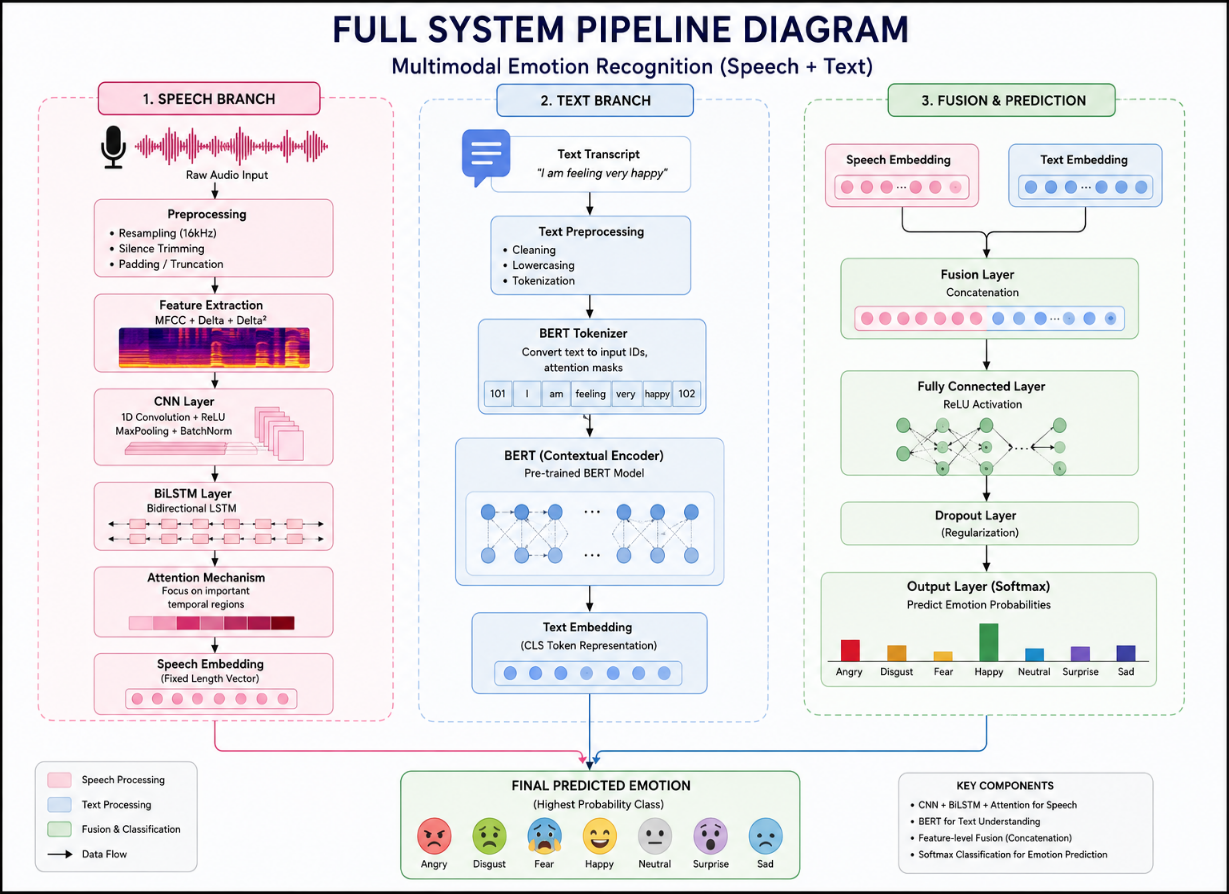 FULL SYSTEM PIPELINE DIAGRAM
Multimodal Emotion Recognition (Speech + Text)
1. SPEECH BRANCH
Raw Audio Input
Preprocessing
• Resampling (16kHz)
• Silence Trimming
• Padding / Truncation
Feature Extraction
MFCC + Delta + Delta²
CNN Layer
1D Convolution + ReLU
MaxPooling + BatchNorm
BiLSTM Layer
Bidirectional LSTM
Attention Mechanism
Focus on important
temporal regions
Speech Embedding
(Fixed Length Vector)
2. TEXT BRANCH
Text Transcript
"I am feeling very happy"
Text Preprocessing
• Cleaning
• Lowercasing
• Tokenization
BERT Tokenizer
Convert text to input IDs,
attention masks
101 I am feeling very happy 102
BERT (Contextual Encoder)
Pre-trained BERT Model
Text Embedding
(CLS Token Representation)
3. FUSION & PREDICTION
Speech Embedding
Text Embedding
Fusion Layer
Concatenation
Fully Connected Layer
ReLU Activation
Dropout Layer
(Regularization)
Output Layer (Softmax)
Predict Emotion Probabilities
Angry Disgust Fear Happy Neutral Surprise Sad
Speech Processing
Text Processing
Fusion & Classification
Data Flow
FINAL PREDICTED EMOTION
(Highest Probability Class)
Angry Disgust Fear Happy Neutral Surprise Sad
KEY COMPONENTS
• CNN + BiLSTM + Attention for Speech
• BERT for Text Understanding
• Feature-level Fusion (Concatenation)
• Softmax Classification for Emotion Prediction